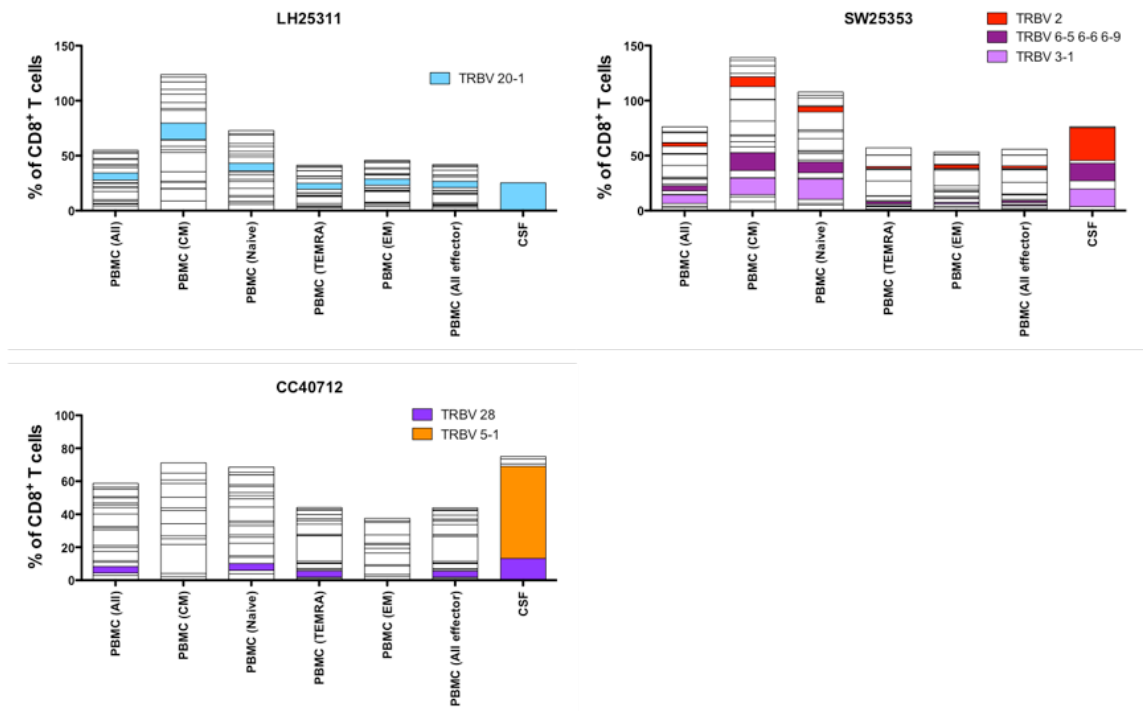 LH25311
% of CD8⁺ T cells
150
100
50
0
TRBV 20-1
PBMC (All)
PBMC (CM)
PBMC (Naive)
PBMC (TEMRA)
PBMC (EM)
PBMC (All effector)
CSF
SW25353
% of CD8⁺ T cells
150
100
50
0
TRBV 2
TRBV 6-5 6-6 6-9
TRBV 3-1
PBMC (All)
PBMC (CM)
PBMC (Naive)
PBMC (TEMRA)
PBMC (EM)
PBMC (All effector)
CSF
CC40712
% of CD8⁺ T cells
100
80
60
40
20
0
TRBV 28
TRBV 5-1
PBMC (All)
PBMC (CM)
PBMC (Naive)
PBMC (TEMRA)
PBMC (EM)
PBMC (All effector)
CSF